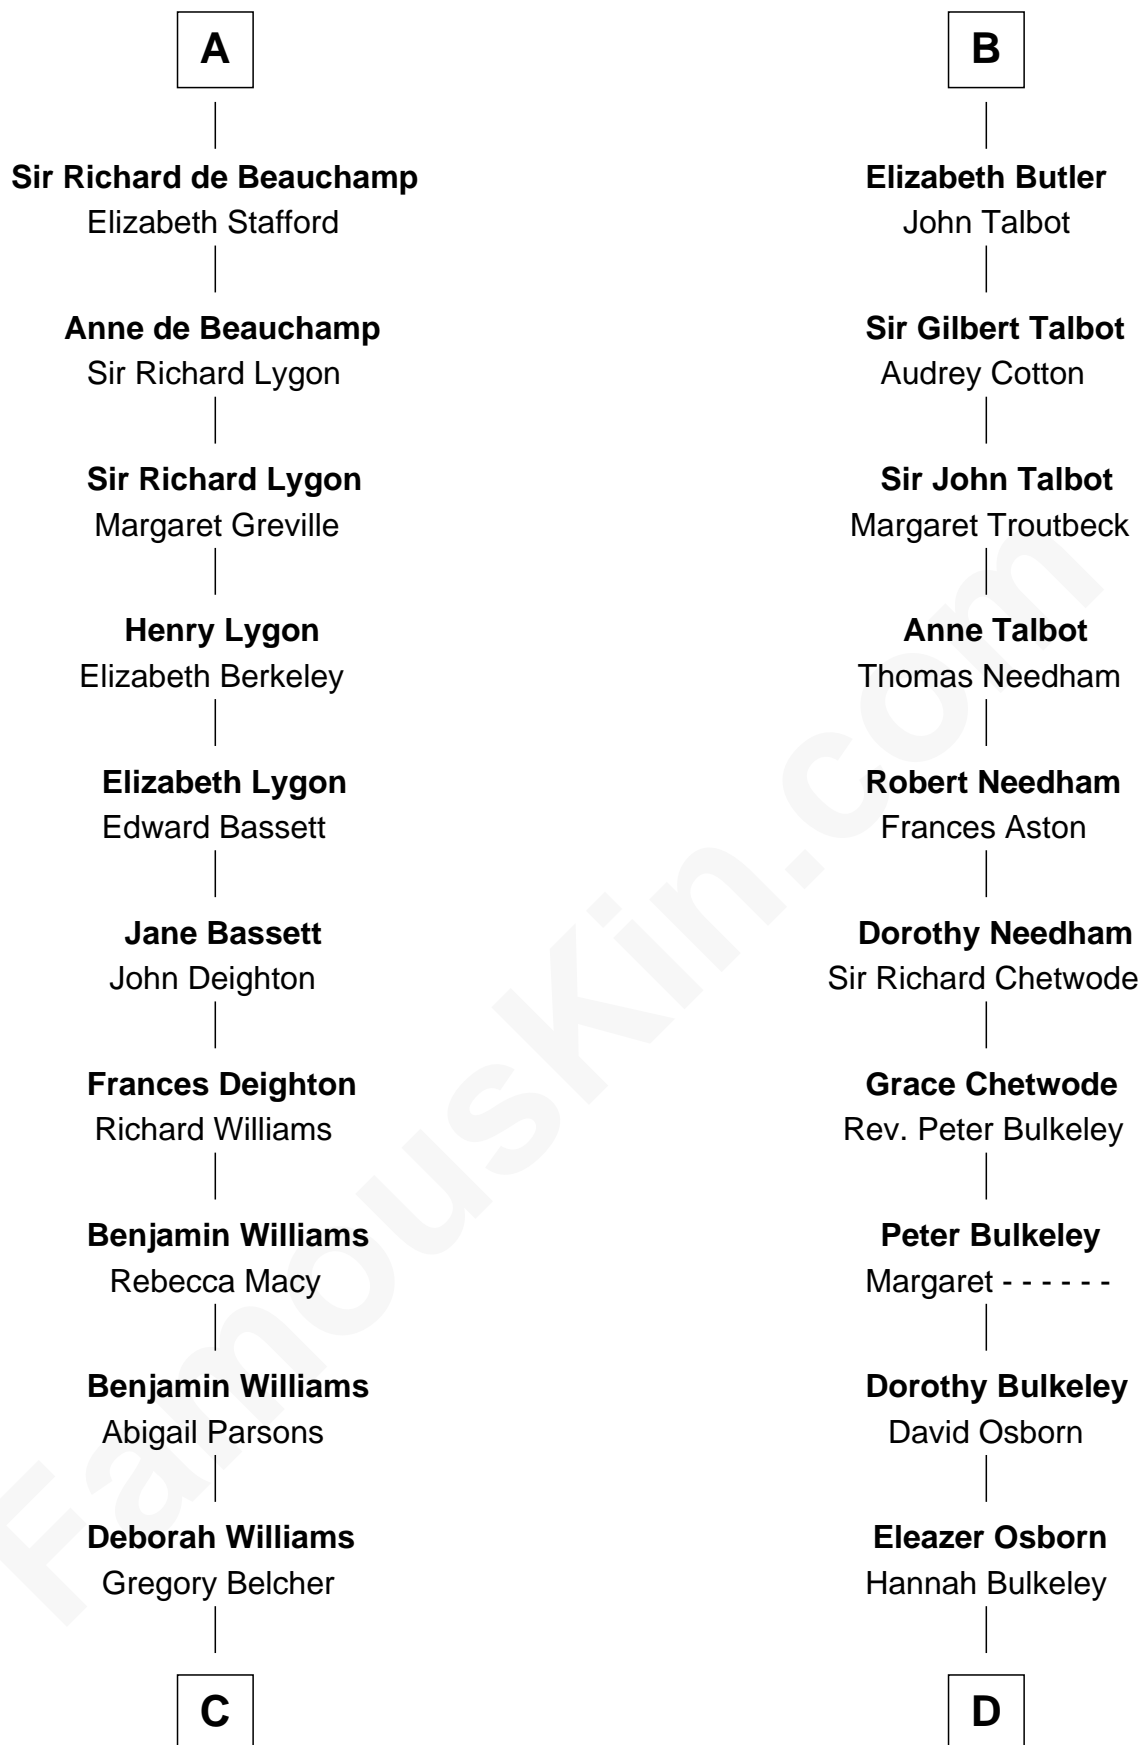 A
Sir Richard de Beauchamp
Elizabeth Stafford
Anne de Beauchamp
Sir Richard Lygon
Sir Richard Lygon
Margaret Greville
Henry Lygon
Elizabeth Berkeley
Elizabeth Lygon
Edward Bassett
Jane Bassett
John Deighton
Frances Deighton
Richard Williams
Benjamin Williams
Rebecca Macy
Benjamin Williams
Abigail Parsons
Deborah Williams
Gregory Belcher
C
B
Elizabeth Butler
John Talbot
Sir Gilbert Talbot
Audrey Cotton
Sir John Talbot
Margaret Troutbeck
Anne Talbot
Thomas Needham
Robert Needham
Frances Aston
Dorothy Needham
Sir Richard Chetwode
Grace Chetwode
Rev. Peter Bulkeley
Peter Bulkeley
Margaret - - - - - -
Dorothy Bulkeley
David Osborn
Eleazer Osborn
Hannah Bulkeley
D
FamousKin.com